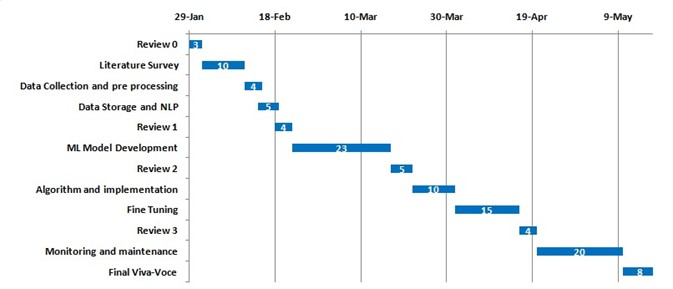 29-Jan 18-Feb 10-Mar 30-Mar 19-Apr 9-May
Review 0 3
Literature Survey 10
Data Collection and pre processing 4
Data Storage and NLP 5
Review 1 4
ML Model Development 23
Review 2 5
Algorithm and implementation 10
Fine Tuning 15
Review 3 4
Monitoring and maintenance 20
Final Viva-Voce 8